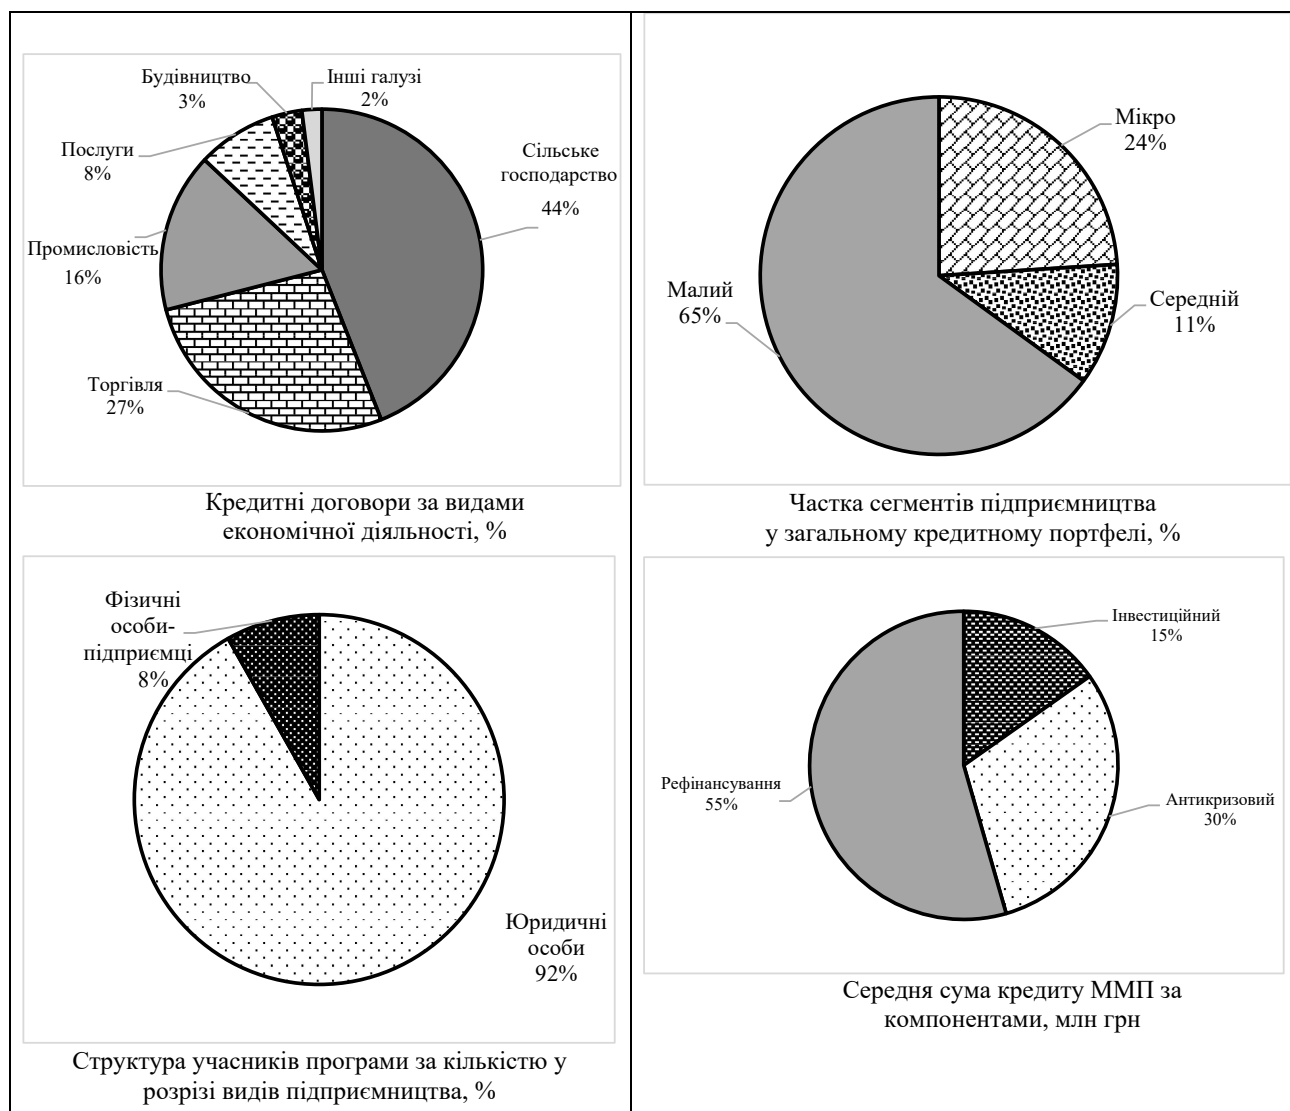 Будівництво
3%
Інші галузі
2%
Послуги
8%
Сільське
господарство
44%
Промисловість
16%
Торгівля
27%
Кредитні договори за видами
економічної діяльності, %
Мікро
24%
Малий
65%
Середній
11%
Частка сегментів підприємництва
у загальному кредитному портфелі, %
Фізичні
особи-
підприємці
8%
Юридичні
особи
92%
Структура учасників програми за кількістю у
розрізі видів підприємництва, %
Інвестиційний
15%
Рефінансування
55%
Антикризовий
30%
Середня сума кредиту ММП за
компонентами, млн грн